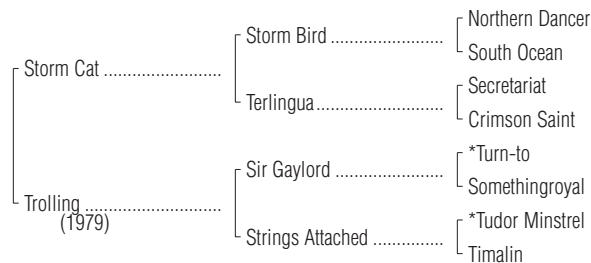 Northern Dancer
Storm Bird ......................
South Ocean
Storm Cat .......................
Secretariat
Terlingua........................
Crimson Saint
*Turn-to
Sir Gaylord .....................
Somethingroyal
Trolling ..........................
(1979)
*Tudor Minstrel
Strings Attached ..............
Timalin